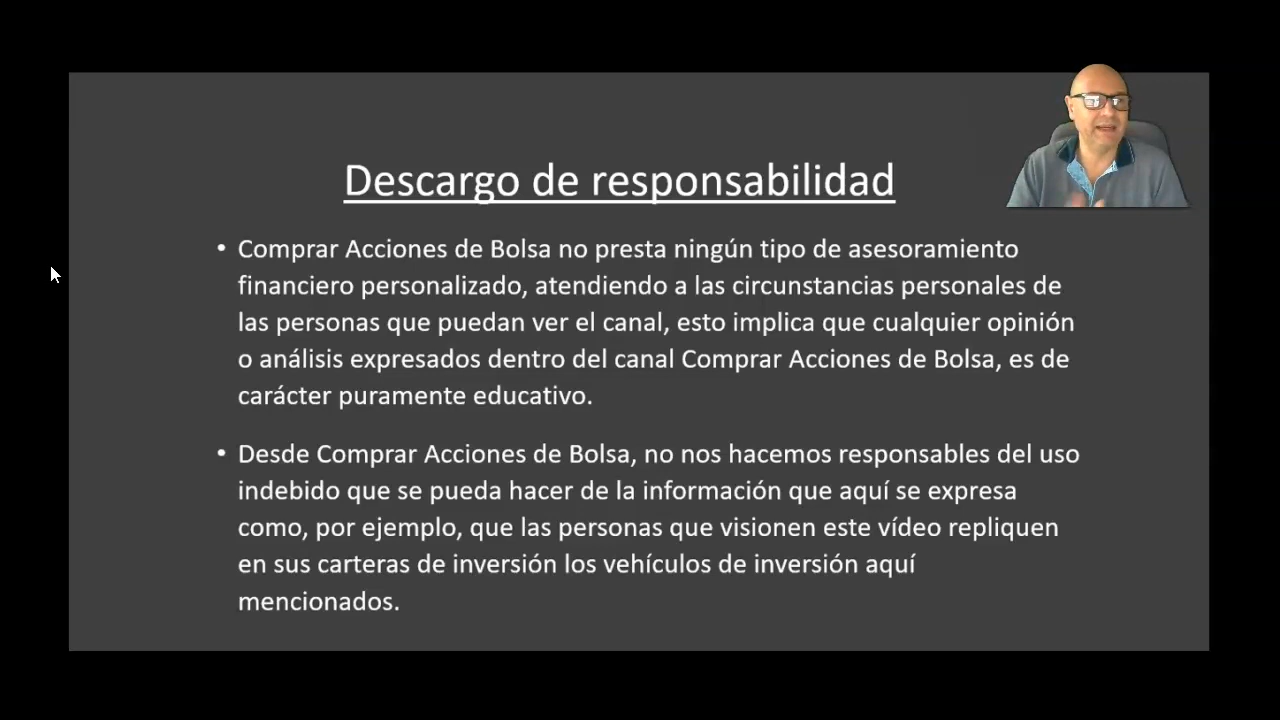 Descargo de responsabilidad
• Comprar Acciones de Bolsa no presta ningún tipo de asesoramiento
financiero personalizado, atendiendo a las circunstancias personales de
las personas que puedan ver el canal, esto implica que cualquier opinión
o análisis expresados dentro del canal Comprar Acciones de Bolsa, es de
carácter puramente educativo.
• Desde Comprar Acciones de Bolsa, no nos hacemos responsables del uso
indebido que se pueda hacer de la información que aquí se expresa
como, por ejemplo, que las personas que visionen este vídeo repliquen
en sus carteras de inversión los vehículos de inversión aquí
mencionados.